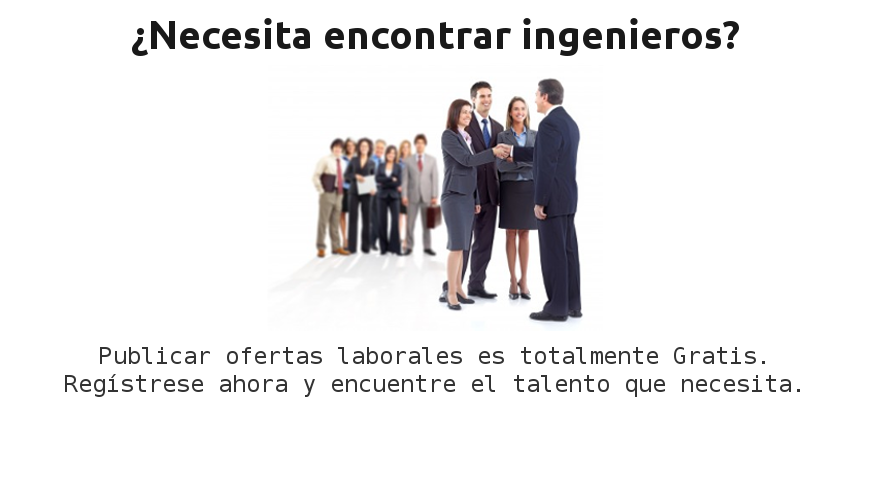 ¿Necesita encontrar ingenieros?
Publicar ofertas laborales es totalmente Gratis.
Regístrese ahora y encuentre el talento que necesita.